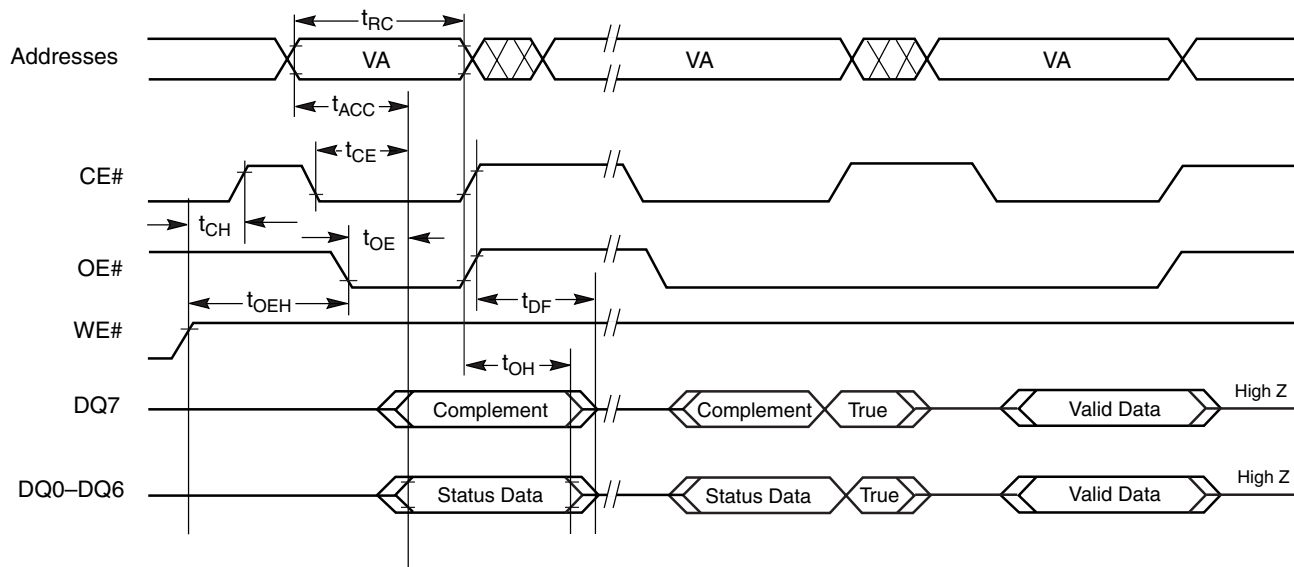 tRC
Addresses VA VA VA
tACC
tCE
CE#
tCH
tOE
OE#
tOEH tDF
WE#
tOH
DQ7 Complement Complement True Valid Data High Z
DQ0–DQ6 Status Data Status Data True Valid Data High Z